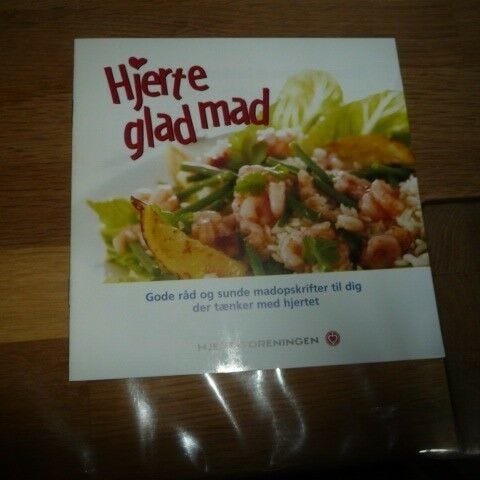 Hjerte
glad mad
Gode råd og sunde madopskrifter til dig
der tænker med hjertet
HJERTEFORENINGEN